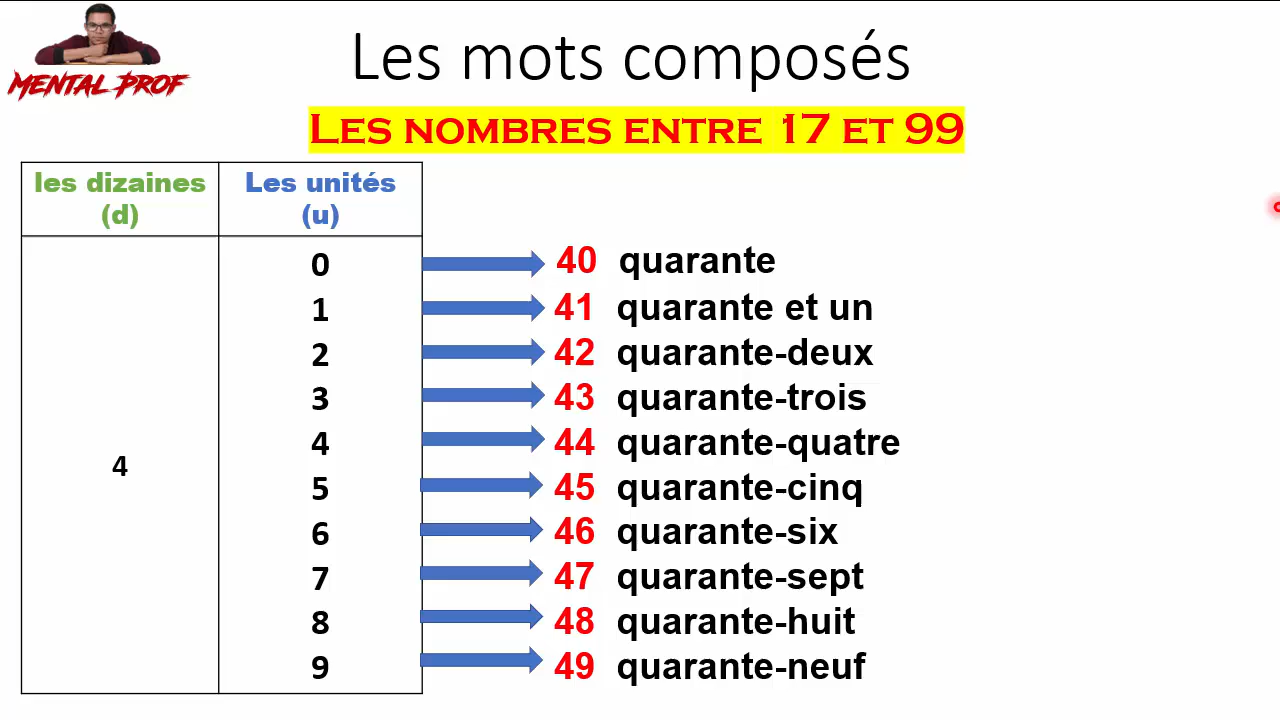 MENTAL PROF
Les mots composés
LES NOMBRES ENTRE 17 ET 99
les dizaines (d)
Les unités (u)
4
0 40 quarante
1 41 quarante et un
2 42 quarante-deux
3 43 quarante-trois
4 44 quarante-quatre
5 45 quarante-cinq
6 46 quarante-six
7 47 quarante-sept
8 48 quarante-huit
9 49 quarante-neuf